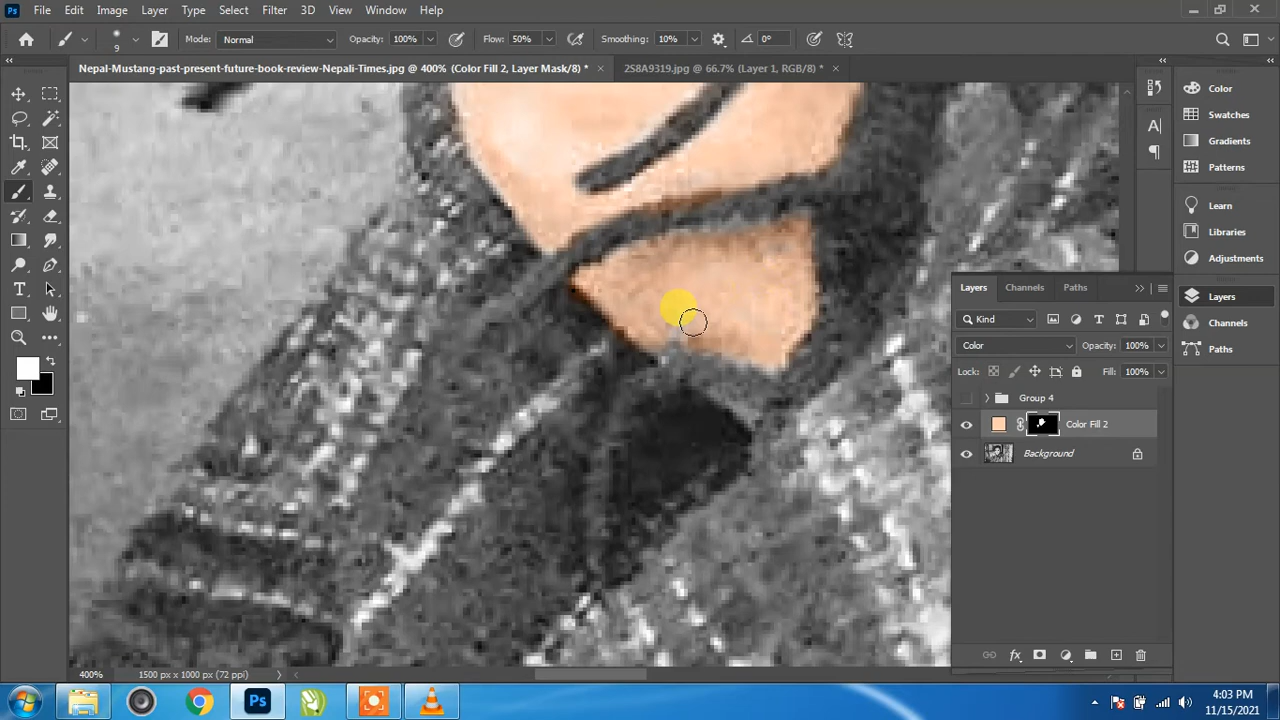 Ps File Edit Image Layer Type Select Filter 3D View Window Help
9 Mode: Normal Opacity: 100% Flow: 50% Smoothing: 10% 0°
Nepal-Mustang-past-present-future-book-review-Nepali-Times.jpg @ 400% (Color Fill 2, Layer Mask/8) * × 2S8A9319.jpg @ 66.7% (Layer 1, RGB/8) * ×
Color
Swatches
Gradients
Patterns
Learn
Libraries
Adjustments
Layers
Channels
Paths
Layers Channels Paths
Kind
Color Opacity: 100%
Lock: Fill: 100%
Group 4
Color Fill 2
Background
fx
400% 1500 px x 1000 px (72 ppi)
Ps
4:03 PM
11/15/2021